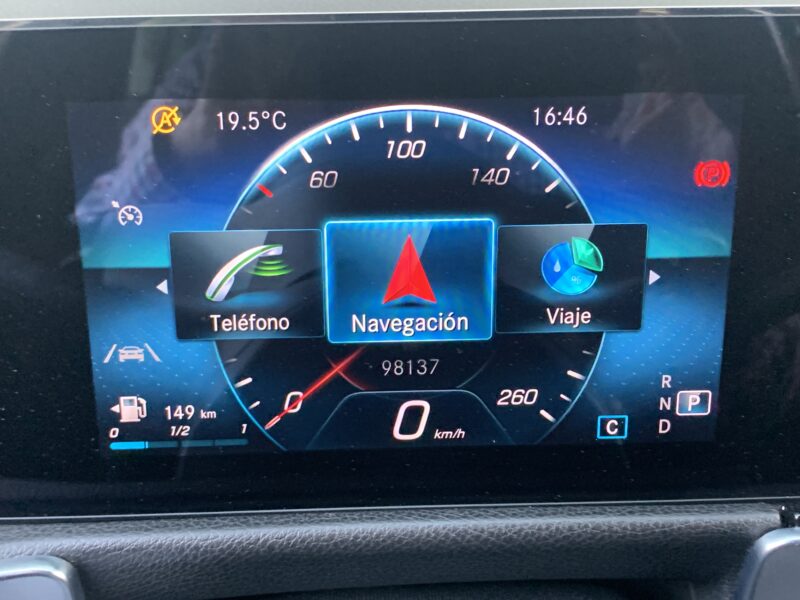 A 19.5°C 16:46
100
60 140
P
Teléfono Navegación Viaje
98137
0 260
R
N P
D
149 km
0 1/2 1
0 km/h
C